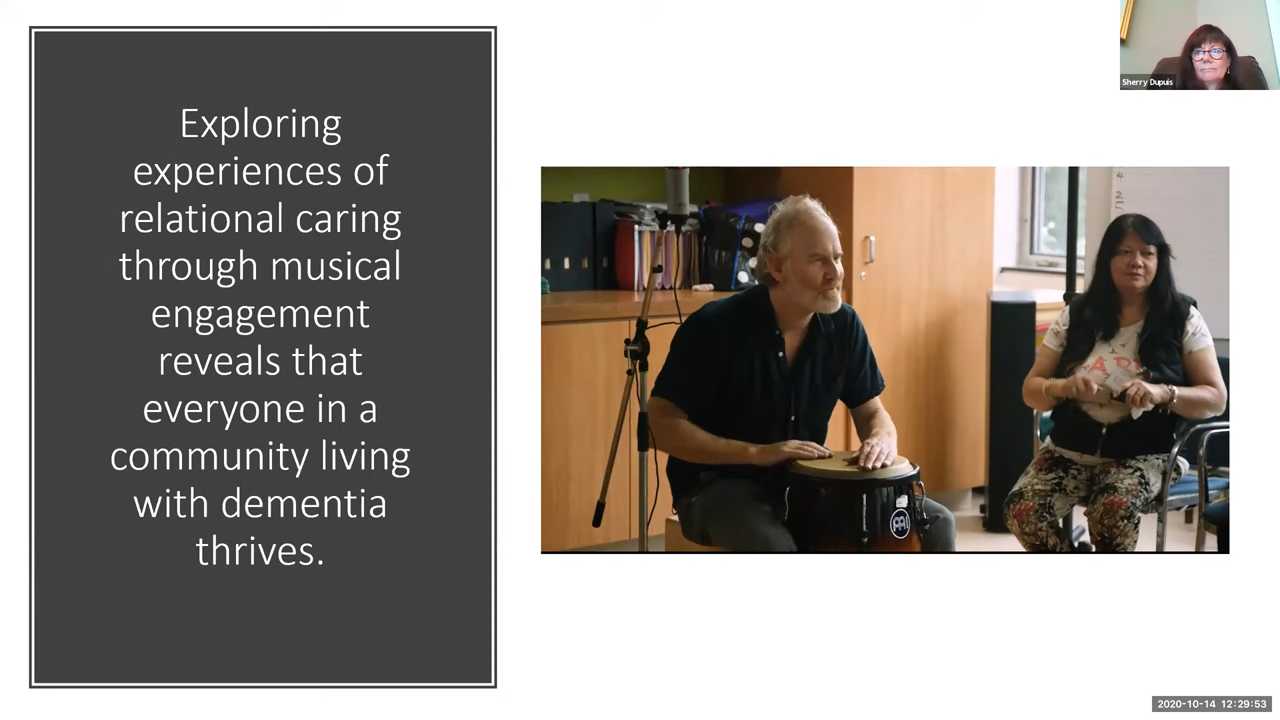 Exploring
experiences of
relational caring
through musical
engagement
reveals that
everyone in a
community living
with dementia
thrives.
Sherry Dupuis
2020-10-14 12:29:53